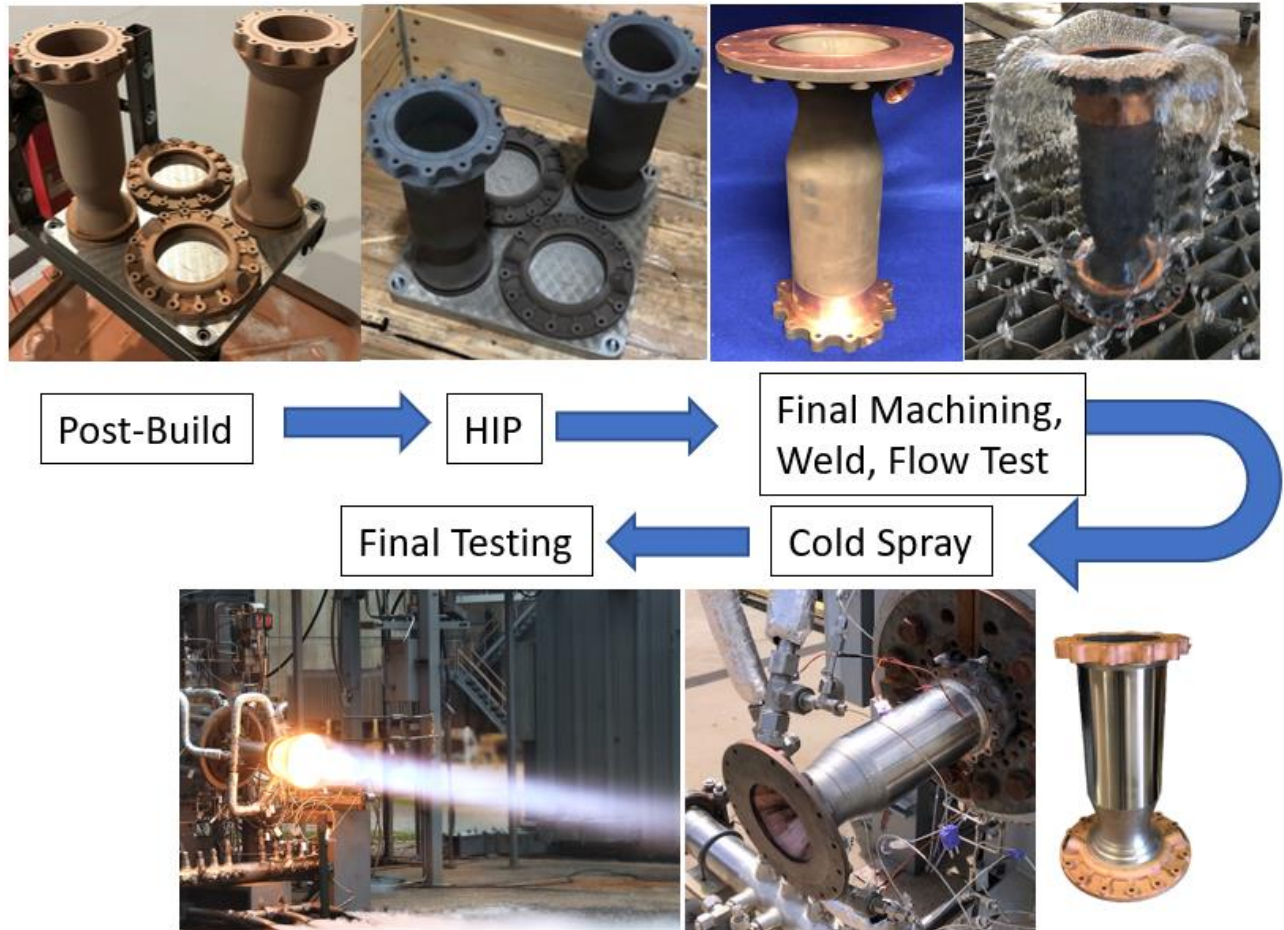 Post-Build
HIP
Final Machining,
Weld, Flow Test
Cold Spray
Final Testing